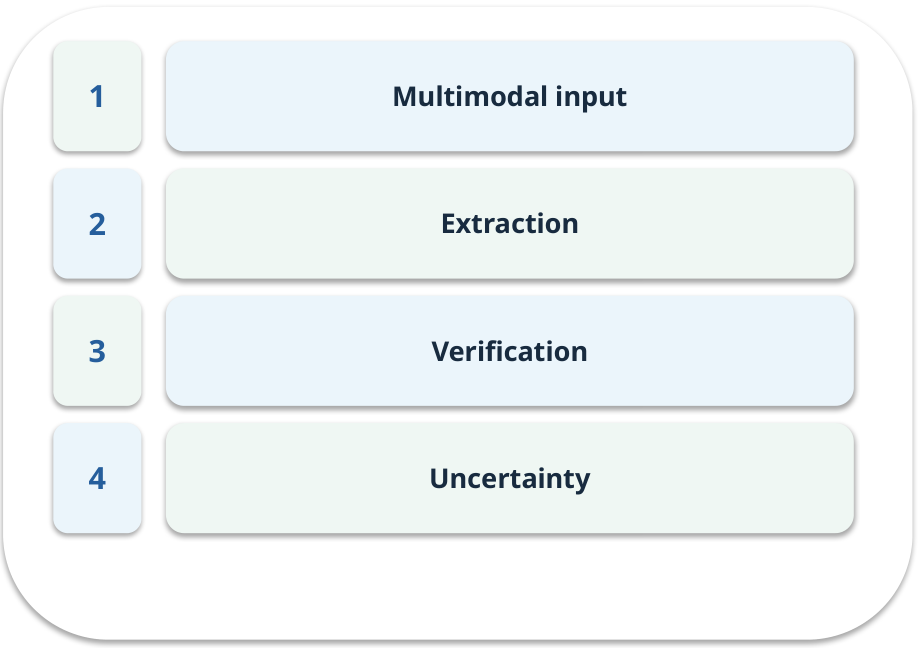 1 Multimodal input
2 Extraction
3 Verification
4 Uncertainty